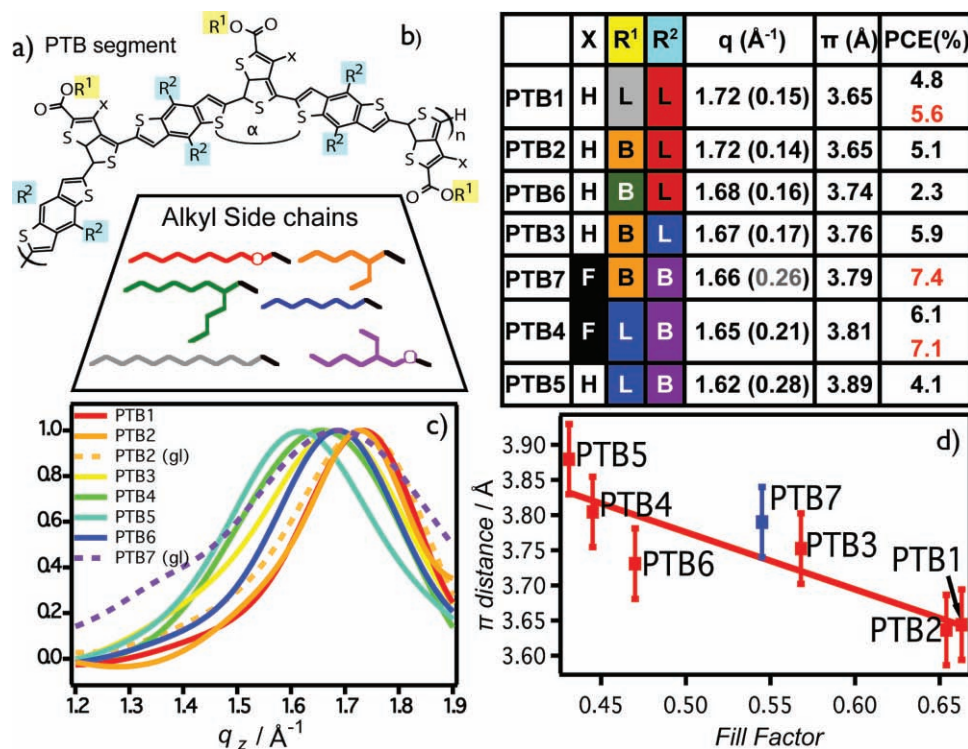 a) PTB segment
b)
R¹
O
O
X
R²
R²
S
S
S
S
α
R¹
O
O
X
S
S
S
S
R²
R²
H
n
S
S
X
O
O
R¹
S
S
R²
R²
Alkyl Side chains
O
O
X R¹ R² q (Å⁻¹) π (Å) PCE(%)
PTB1 H L L 1.72 (0.15) 3.65 4.8
5.6
PTB2 H B L 1.72 (0.14) 3.65 5.1
PTB6 H B L 1.68 (0.16) 3.74 2.3
PTB3 H B L 1.67 (0.17) 3.76 5.9
PTB7 F B B 1.66 (0.26) 3.79 7.4
PTB4 F L B 1.65 (0.21) 3.81 6.1
7.1
PTB5 H L B 1.62 (0.28) 3.89 4.1
c)
PTB1
PTB2
PTB2 (gl)
PTB3
PTB4
PTB5
PTB6
PTB7 (gl)
1.0
0.8
0.6
0.4
0.2
0.0
1.2 1.3 1.4 1.5 1.6 1.7 1.8 1.9
q z / Å⁻¹
d)
π distance / Å
3.90
3.85
3.80
3.75
3.70
3.65
3.60
PTB5
PTB4
PTB6
PTB7
PTB3
PTB1
PTB2
0.45 0.50 0.55 0.60 0.65
Fill Factor